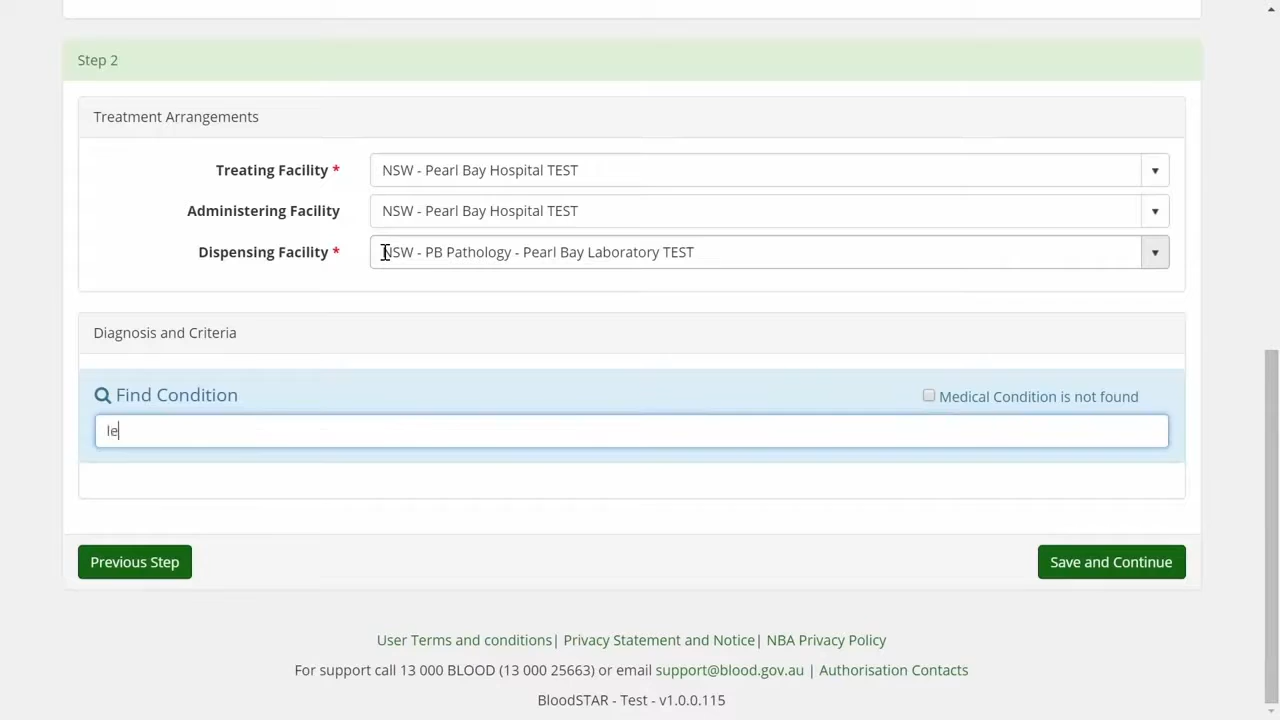 Step 2
Treatment Arrangements
Treating Facility *
NSW - Pearl Bay Hospital TEST
Administering Facility
NSW - Pearl Bay Hospital TEST
Dispensing Facility *
NSW - PB Pathology - Pearl Bay Laboratory TEST
Diagnosis and Criteria
Find Condition
Medical Condition is not found
le
Previous Step
Save and Continue
User Terms and conditions| Privacy Statement and Notice| NBA Privacy Policy
For support call 13 000 BLOOD (13 000 25663) or email support@blood.gov.au | Authorisation Contacts
BloodSTAR - Test - v1.0.0.115